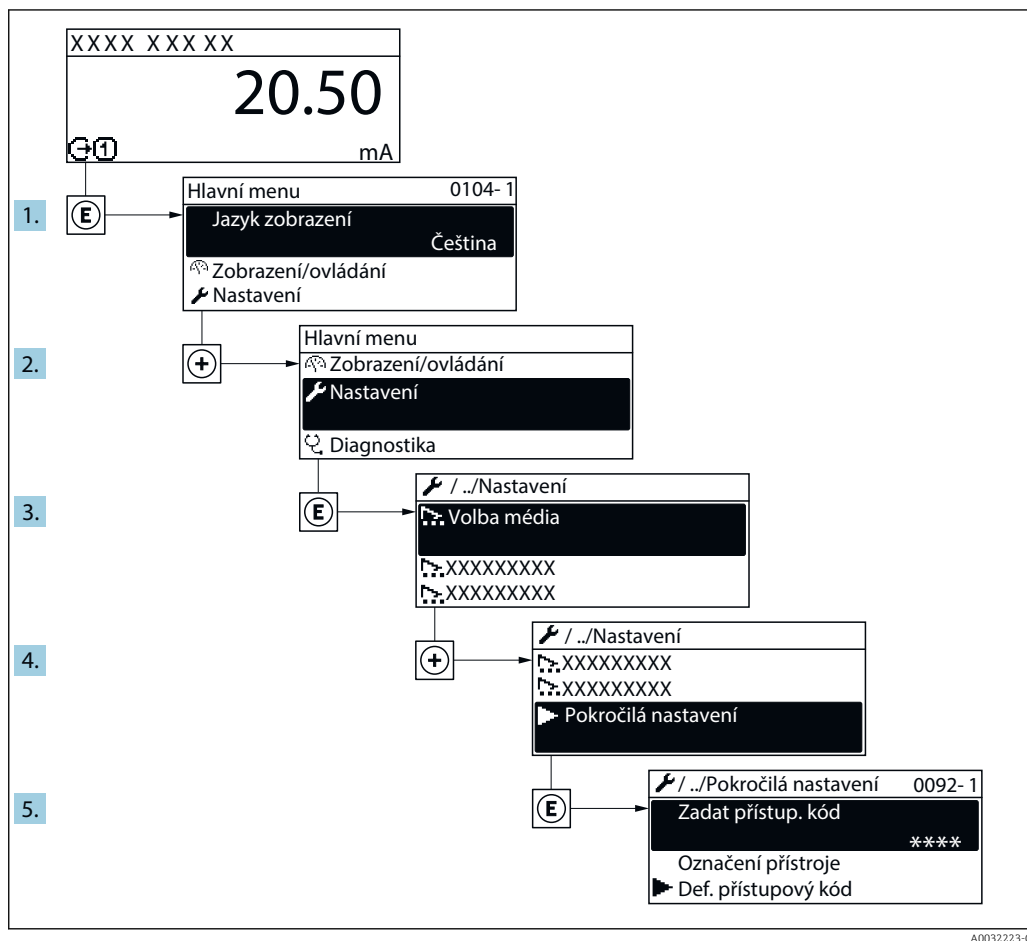 XXXX XXX XX
20.50
mA
1.
E
Hlavní menu 0104-1
Jazyk zobrazení
Čeština
Zobrazení/ovládání
Nastavení
2.
+
Hlavní menu
Zobrazení/ovládání
Nastavení
Diagnostika
3.
E
/ ../Nastavení
Volba média
XXXXXXXXX
XXXXXXXXX
4.
+
/ ../Nastavení
XXXXXXXXX
XXXXXXXXX
Pokročilá nastavení
5.
E
/ ../Pokročilá nastavení 0092-1
Zadat přístup. kód
****
Označení přístroje
Def. přístupový kód